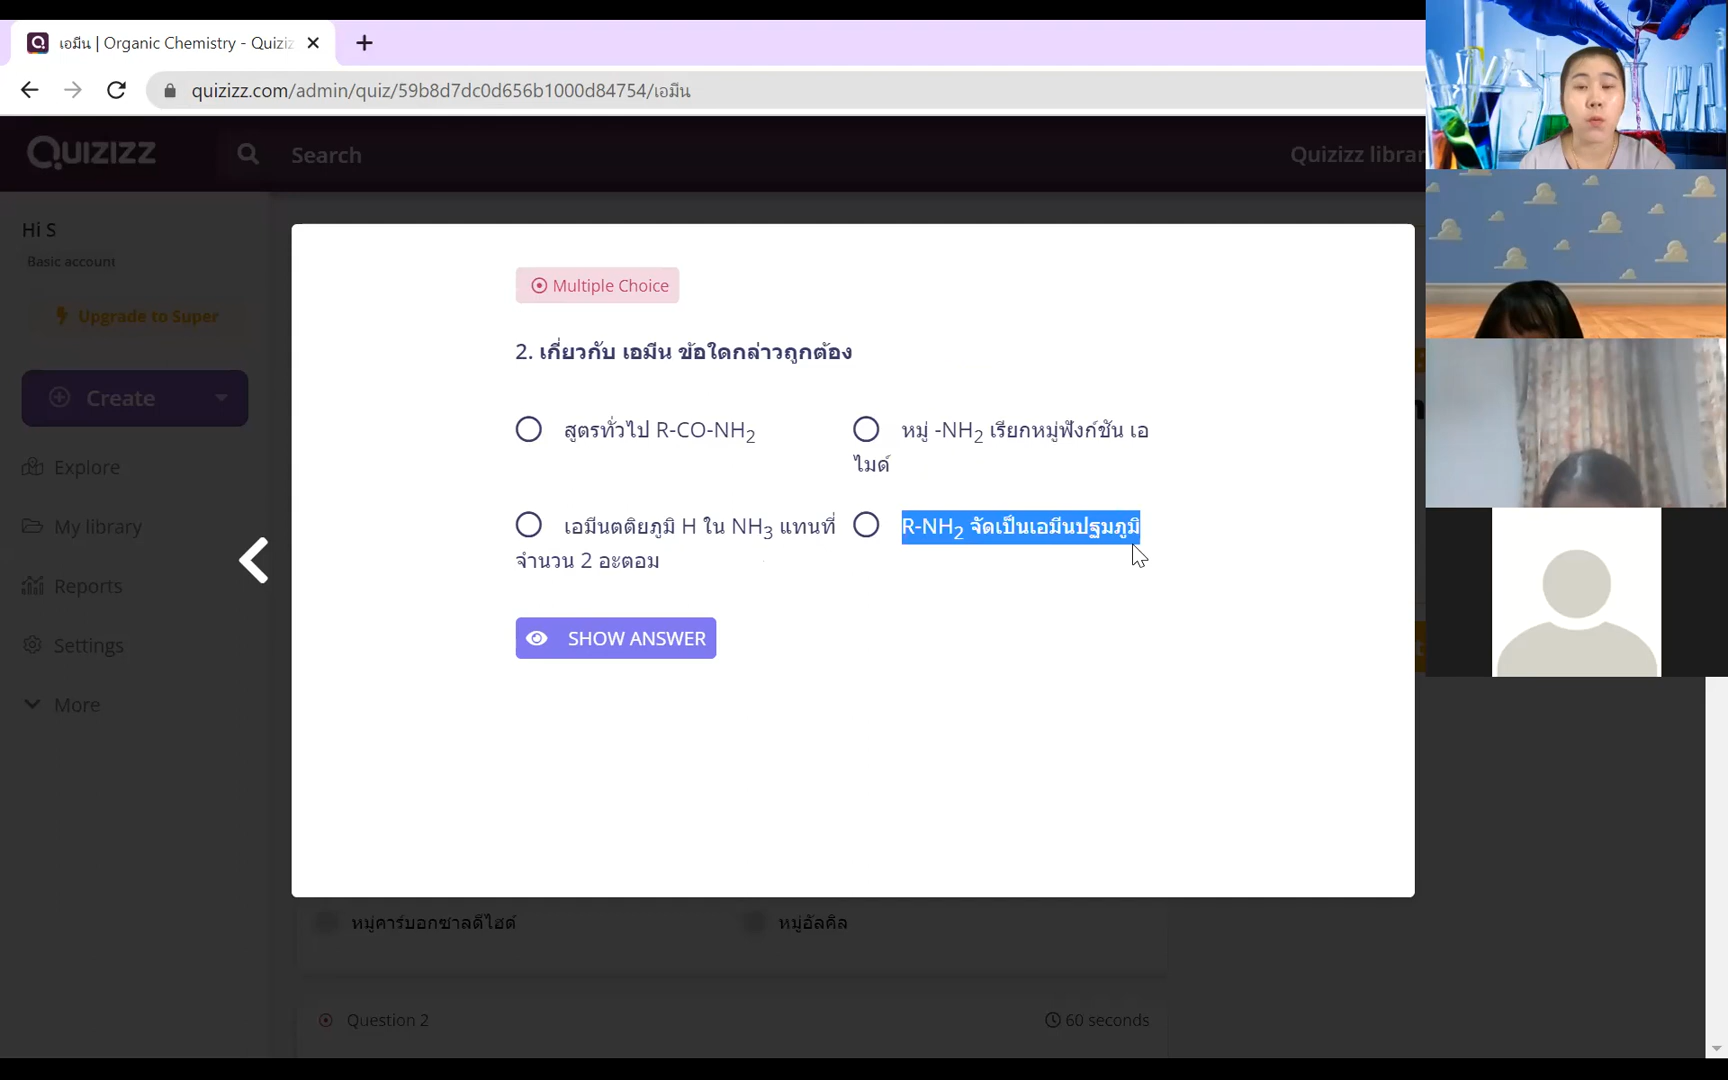 เอมีน | Organic Chemistry - Quiziz
quizizz.com/admin/quiz/59b8d7dc0d656b1000d84754/เอมีน
Quizizz
Search
Quizizz library
Hi S
Basic account
Upgrade to Super
Create
Explore
My library
Reports
Settings
More
Multiple Choice
2. เกี่ยวกับ เอมีน ข้อใดกล่าวถูกต้อง
สูตรทั่วไป R-CO-NH2
หมู่ -NH2 เรียกหมู่ฟังก์ชัน เอ
ไมด์
เอมีนตติยภูมิ H ใน NH3 แทนที่
จำนวน 2 อะตอม
R-NH2 จัดเป็นเอมีนปฐมภูมิ
SHOW ANSWER
หมู่คาร์บอกซาลดีไฮด์
หมู่อัลคิล
Question 2
60 seconds